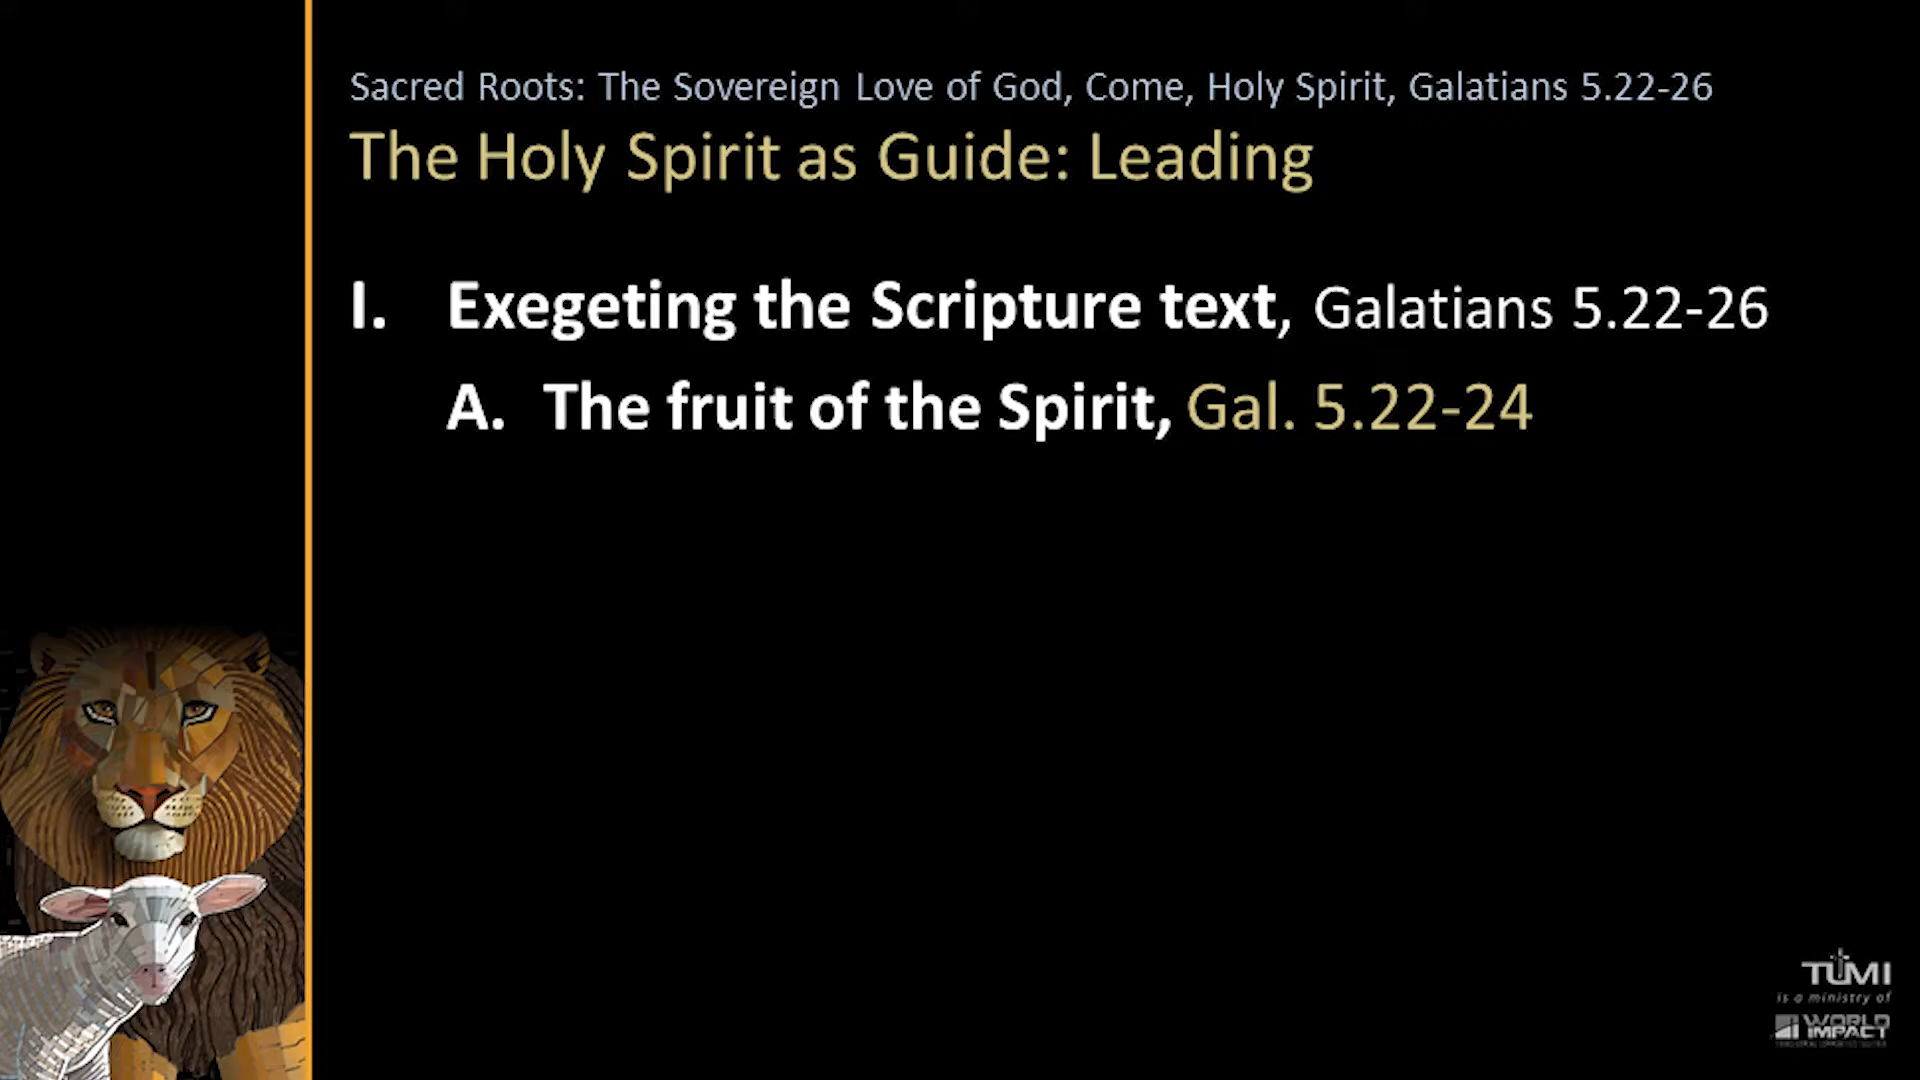 Sacred Roots: The Sovereign Love of God, Come, Holy Spirit, Galatians 5.22-26
The Holy Spirit as Guide: Leading
I. Exegeting the Scripture text, Galatians 5.22-26
A. The fruit of the Spirit, Gal. 5.22-24
TUMI
is a ministry of
WORLD
IMPACT